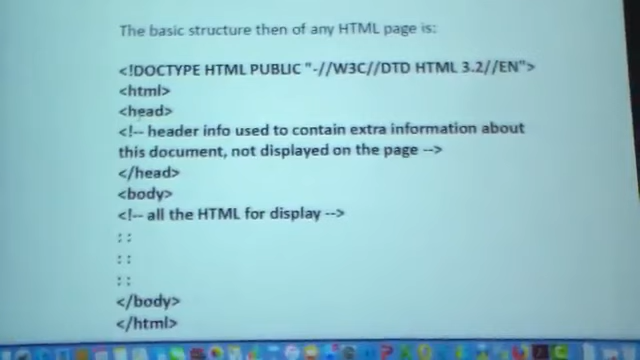 The basic structure then of any HTML page is:
<!DOCTYPE HTML PUBLIC "-//W3C//DTD HTML 3.2//EN">
<html>
<head>
<!-- header info used to contain extra information about
this document, not displayed on the page -->
</head>
<body>
<!-- all the HTML for display -->
: :
: :
: :
</body>
</html>